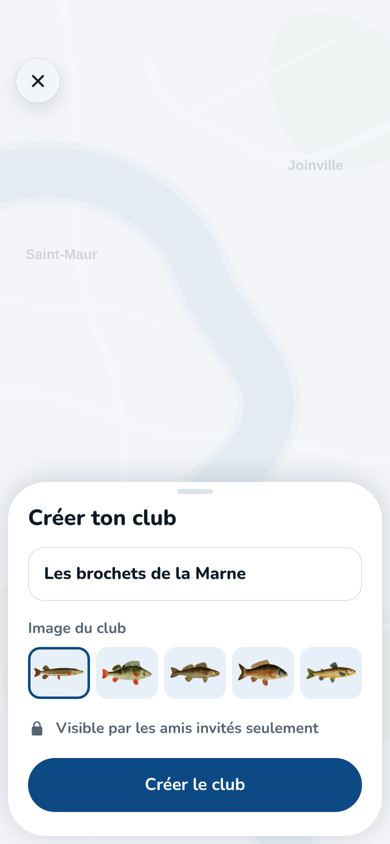 Joinville
Saint-Maur
Créer ton club
Les brochets de la Marne
Image du club
Visible par les amis invités seulement
Créer le club